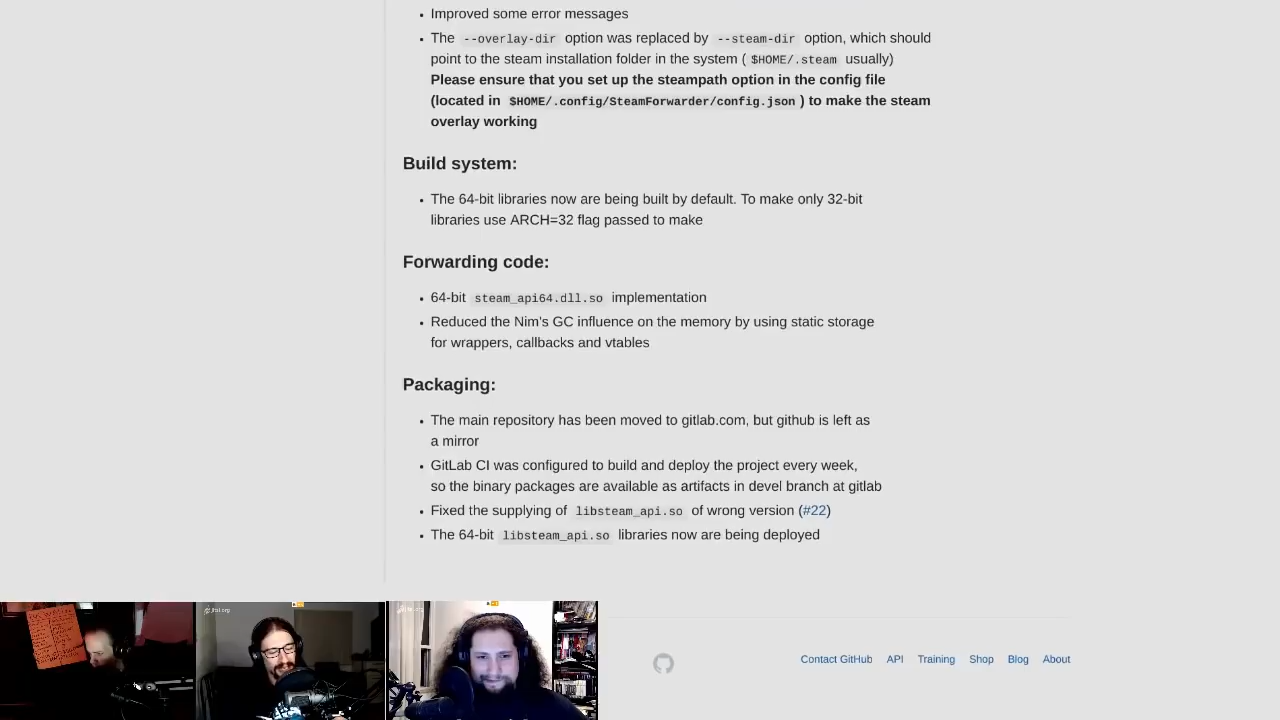 Improved some error messages
The --overlay-dir option was replaced by --steam-dir option, which should
point to the steam installation folder in the system ( $HOME/.steam usually)
Please ensure that you set up the steampath option in the config file
(located in $HOME/.config/SteamForwarder/config.json ) to make the steam
overlay working
Build system:
The 64-bit libraries now are being built by default. To make only 32-bit
libraries use ARCH=32 flag passed to make
Forwarding code:
64-bit steam_api64.dll.so implementation
Reduced the Nim's GC influence on the memory by using static storage
for wrappers, callbacks and vtables
Packaging:
The main repository has been moved to gitlab.com, but github is left as
a mirror
GitLab CI was configured to build and deploy the project every week,
so the binary packages are available as artifacts in devel branch at gitlab
Fixed the supplying of libsteam_api.so of wrong version (#22)
The 64-bit libsteam_api.so libraries now are being deployed
Contact GitHub API Training Shop Blog About